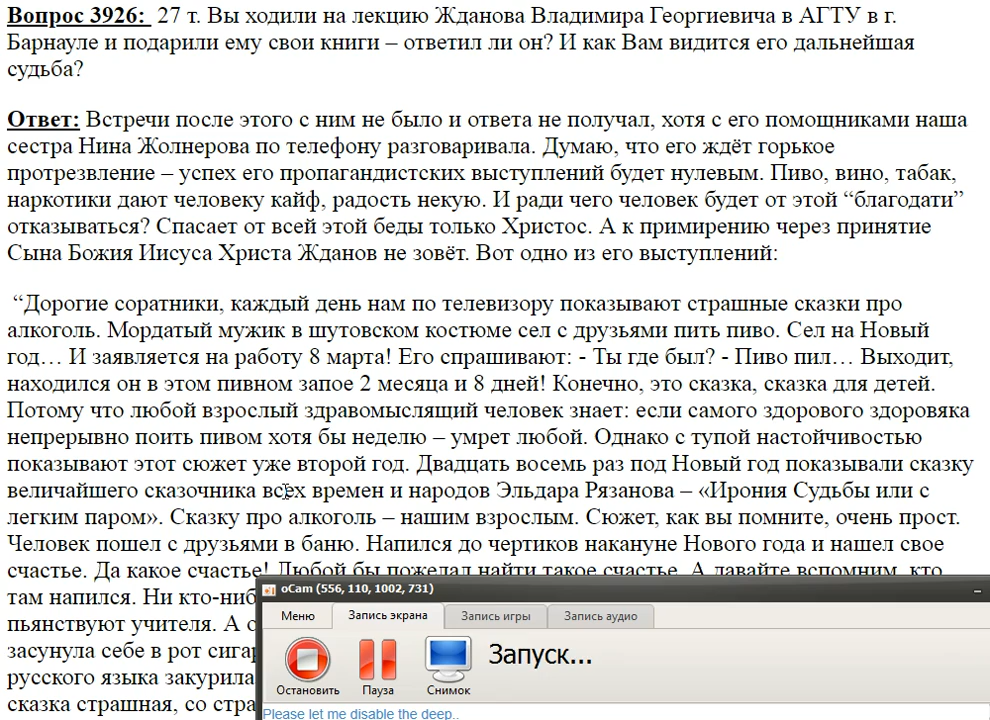 Вопрос 3926: 27 т. Вы ходили на лекцию Жданова Владимира Георгиевича в АГТУ в г.
Барнауле и подарили ему свои книги – ответил ли он? И как Вам видится его дальнейшая
судьба?
Ответ: Встречи после этого с ним не было и ответа не получал, хотя с его помощниками наша
сестра Нина Жолнерова по телефону разговаривала. Думаю, что его ждёт горькое
протрезвление – успех его пропагандистских выступлений будет нулевым. Пиво, вино, табак,
наркотики дают человеку кайф, радость некую. И ради чего человек будет от этой “благодати”
отказываться? Спасает от всей этой беды только Христос. А к примирению через принятие
Сына Божия Иисуса Христа Жданов не зовёт. Вот одно из его выступлений:
“Дорогие соратники, каждый день нам по телевизору показывают страшные сказки про
алкоголь. Мордатый мужик в шутовском костюме сел с друзьями пить пиво. Сел на Новый
год… И заявляется на работу 8 марта! Его спрашивают: - Ты где был? - Пиво пил… Выходит,
находился он в этом пивном запое 2 месяца и 8 дней! Конечно, это сказка, сказка для детей.
Потому что любой взрослый здравомыслящий человек знает: если самого здорового здоровяка
непрерывно поить пивом хотя бы неделю – умрет любой. Однако с тупой настойчивостью
показывают этот сюжет уже второй год. Двадцать восемь раз под Новый год показывали сказку
величайшего сказочника всех времен и народов Эльдара Рязанова – «Ирония Судьбы или с
легким паром». Сказку про алкоголь – нашим взрослым. Сюжет, как вы помните, очень прост.
Человек пошел с друзьями в баню. Напился до чертиков накануне Нового года и нашел свое
счастье. Да какое счастье! Любой бы пожелал найти такое счастье. А давайте вспомним, кто
там напился. Ни кто-ниб
пьянствуют учителя. А с
засунула себе в рот сигар
русского языка закурила
сказка страшная, со стра
oCam (556, 110, 1002, 731)
Меню Запись экрана Запись игры Запись аудио
Запуск...
Остановить Пауза Снимок
Please let me disable the deep..